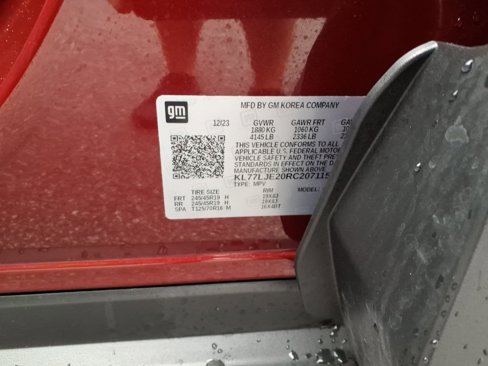 gm
MFD BY GM KOREA COMPANY
12/23 GVWR GAWR FRT
1880 KG 1060 KG
4145 LB 2336 LB
THIS VEHICLE CONFORMS TO ALL
APPLICABLE U.S. FEDERAL MOTOR
VEHICLE SAFETY AND THEFT PRE
STANDARDS IN EFFECT ON THE DA
MANUFACTURE SHOWN ABOVE
KL77LJE20RC207115
TYPE: MPV
TIRE SIZE RIM MODEL:
FRT 245/45R19 H 19X8J
RR 245/45R19 H 19X8J
SPA T125/70R16 M 16X4BT